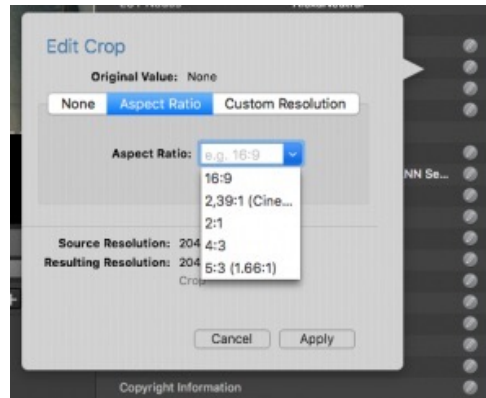 Edit Crop
Original Value: None
None Aspect Ratio Custom Resolution
Aspect Ratio: e.g. 16:9
16:9
NN Se...
2,39:1 (Cine...
2:1
4:3
5:3 (1.66:1)
Source Resolution: 204
Resulting Resolution: 204
Crop
Cancel Apply
Copyright Information